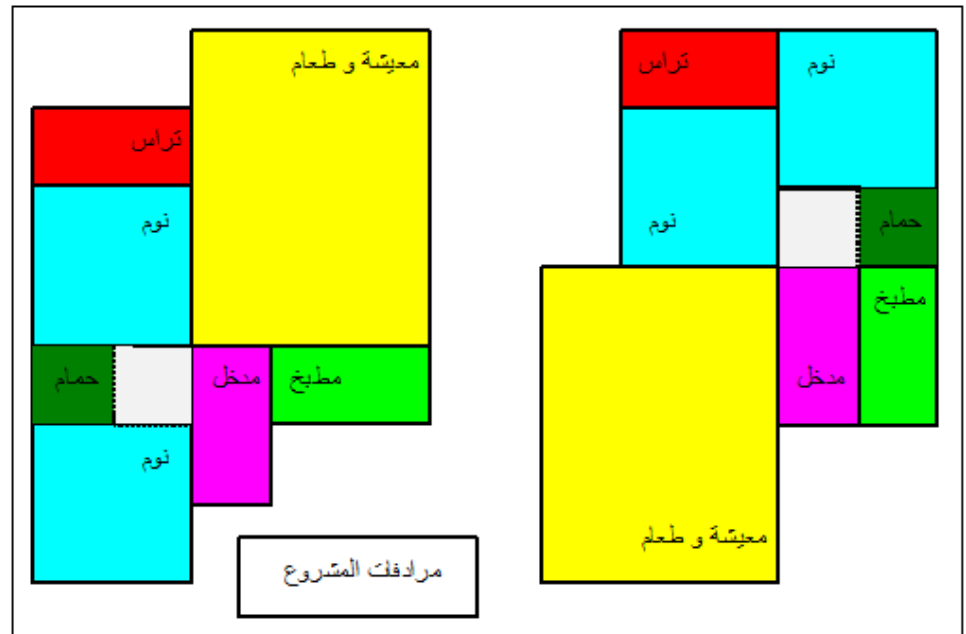 معيشة و طعام
تراس
نوم
حمام
مدخل
مطبخ
نوم
تراس
نوم
نوم
حمام
مطبخ
مدخل
معيشة و طعام
مرادفات المشروع